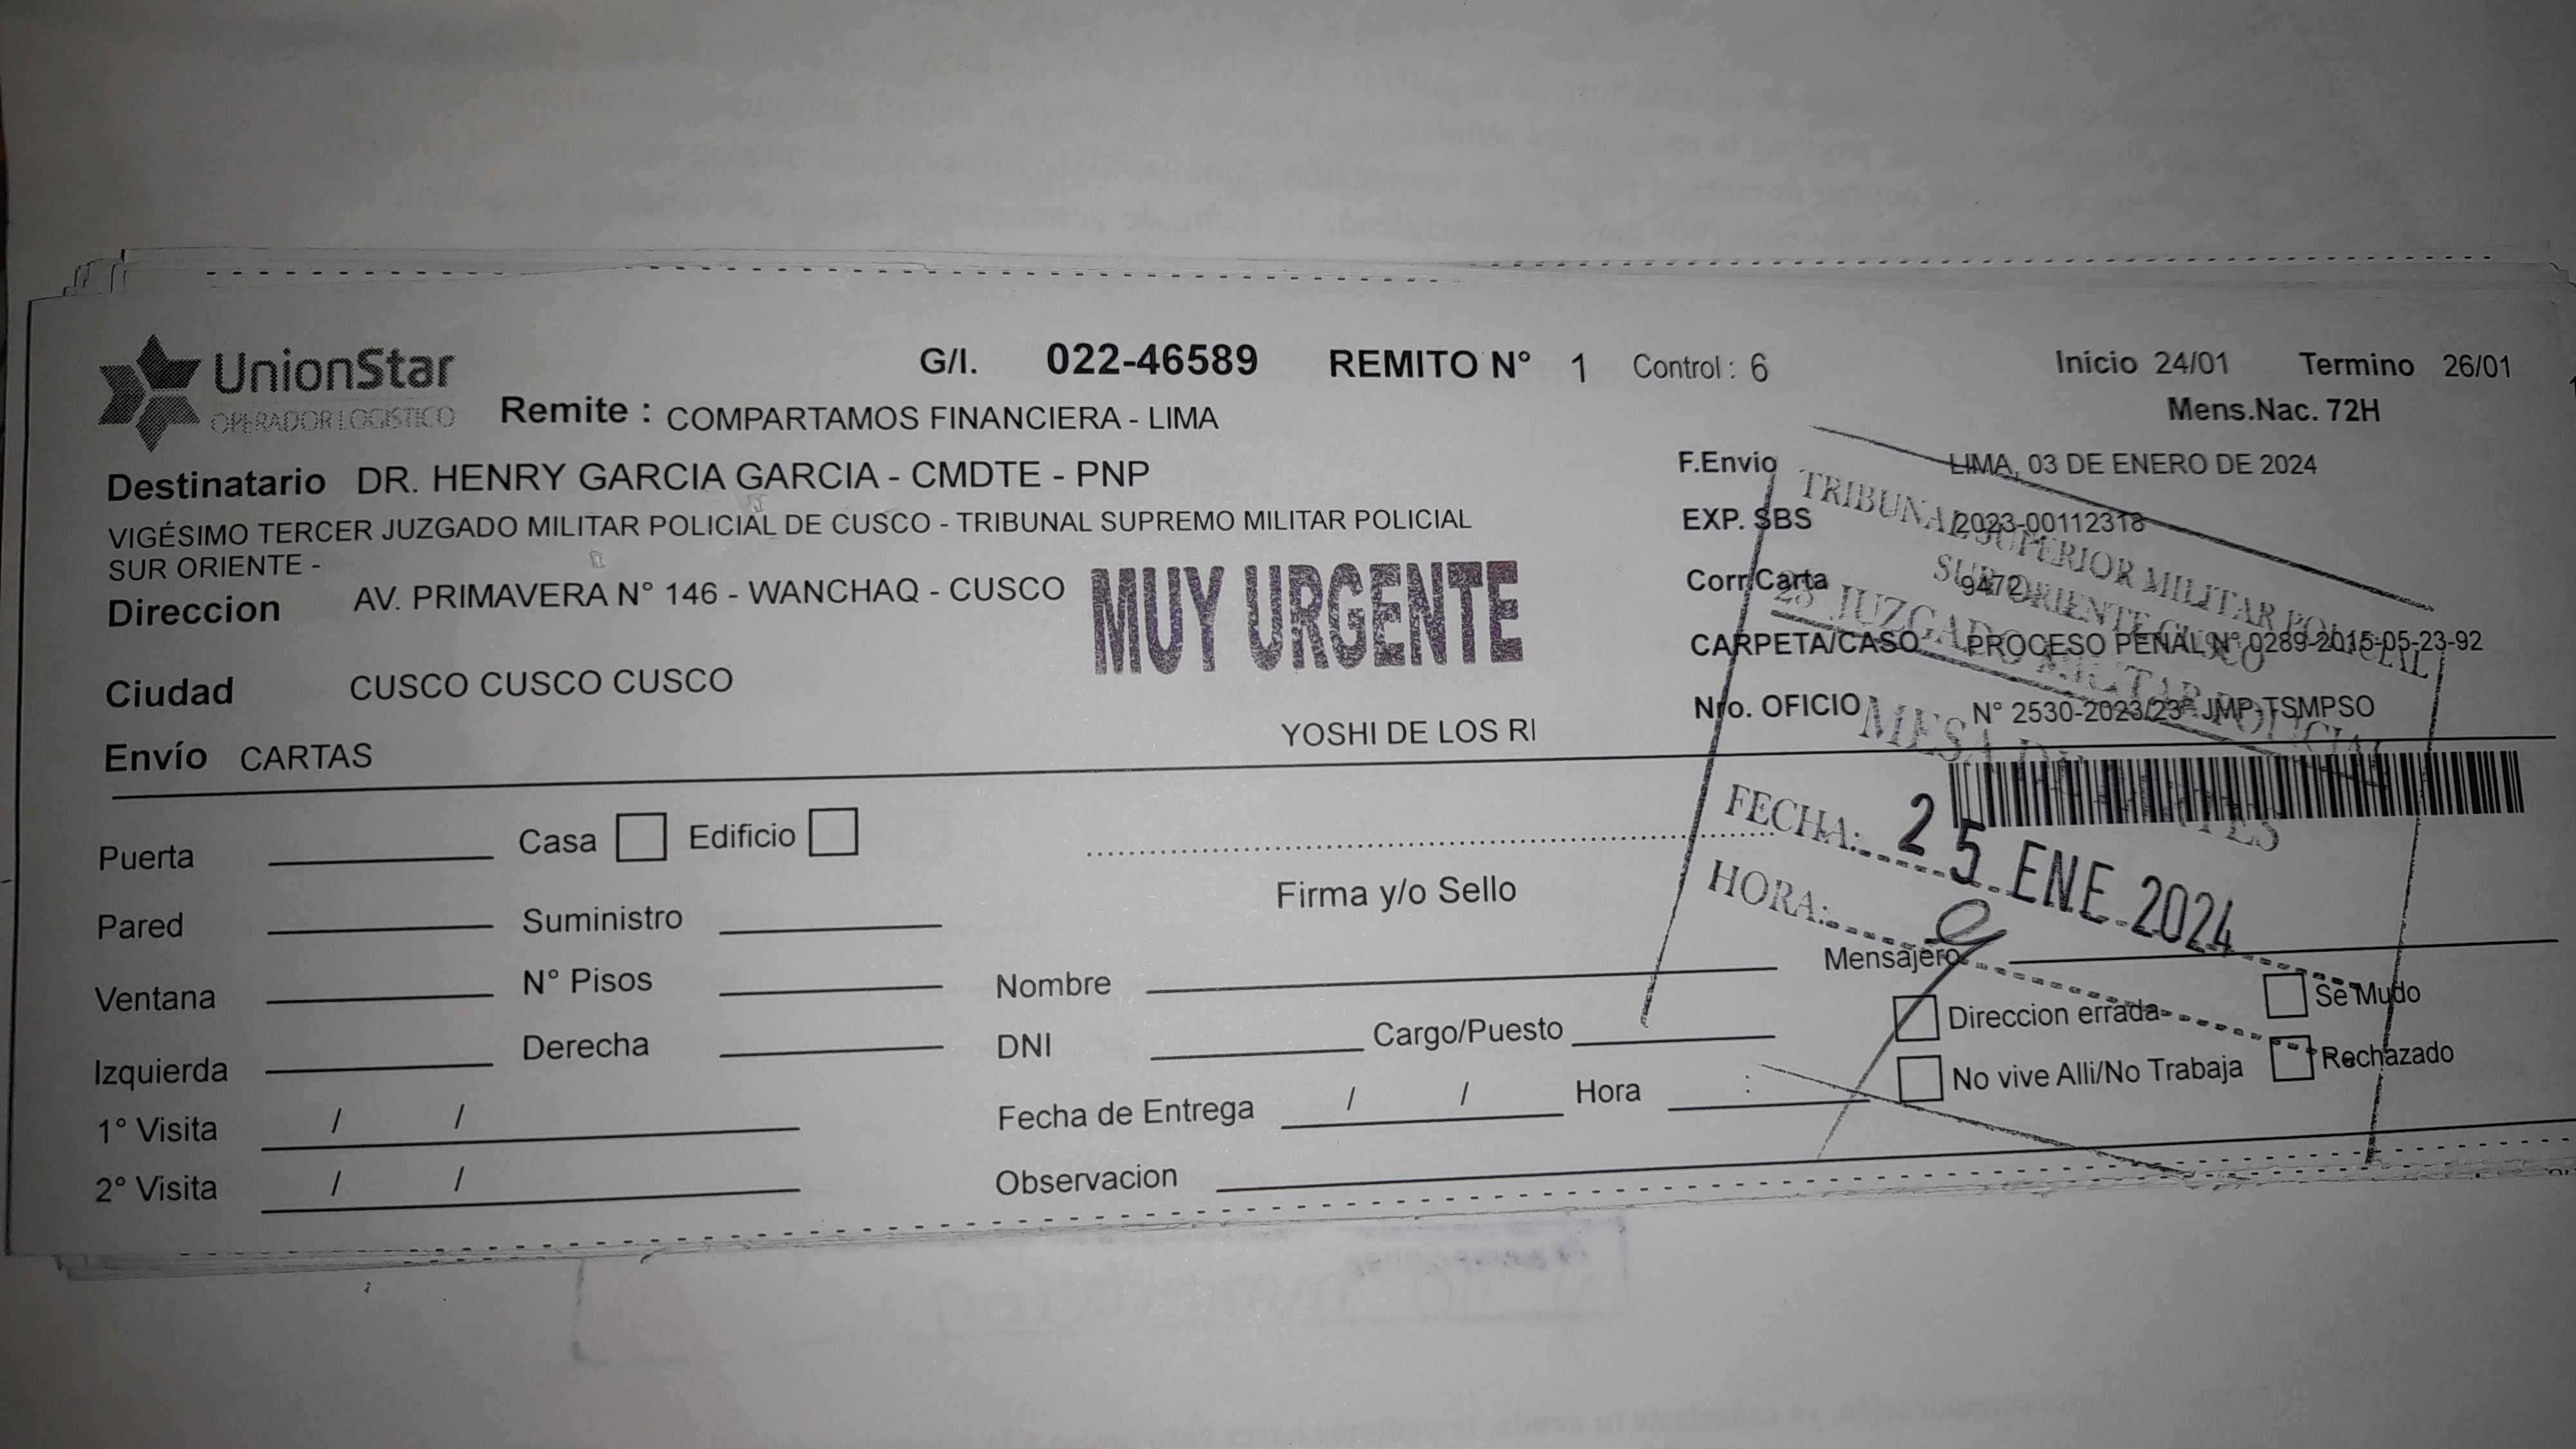 UnionStar
OPERADOR LOGISTICO
G/I. 022-46589 REMITO N° 1 Control : 6
Inicio 24/01 Termino 26/01
Remite : COMPARTAMOS FINANCIERA - LIMA
Mens.Nac. 72H
Destinatario DR. HENRY GARCIA GARCIA - CMDTE - PNP
VIGÉSIMO TERCER JUZGADO MILITAR POLICIAL DE CUSCO - TRIBUNAL SUPREMO MILITAR POLICIAL
SUR ORIENTE -
Direccion AV. PRIMAVERA N° 146 - WANCHAQ - CUSCO
Ciudad CUSCO CUSCO CUSCO
Envío CARTAS
MUY URGENTE
YOSHI DE LOS RI
F.Envio LIMA, 03 DE ENERO DE 2024
EXP. SBS 2023-00112318
Corr.Carta 9472
CARPETA/CASO PROCESO PENAL N° 0289-2015-05-23-92
Nro. OFICIO N° 2530-2023/23° JMP-TSMPSO
TRIBUNAL SUPERIOR MILITAR POLICIAL
SUR ORIENTE CUSCO
23 JUZGADO MILITAR POLICIAL
MESA DE PARTES
FECHA: 25 ENE 2024
HORA:
Puerta Casa Edificio
Pared Suministro
Ventana N° Pisos
Izquierda Derecha
1° Visita / /
2° Visita / /
Firma y/o Sello
Nombre
DNI Cargo/Puesto
Fecha de Entrega / / Hora :
Observacion
Mensajero
Direccion errada Se Mudo
No vive Alli/No Trabaja Rechazado